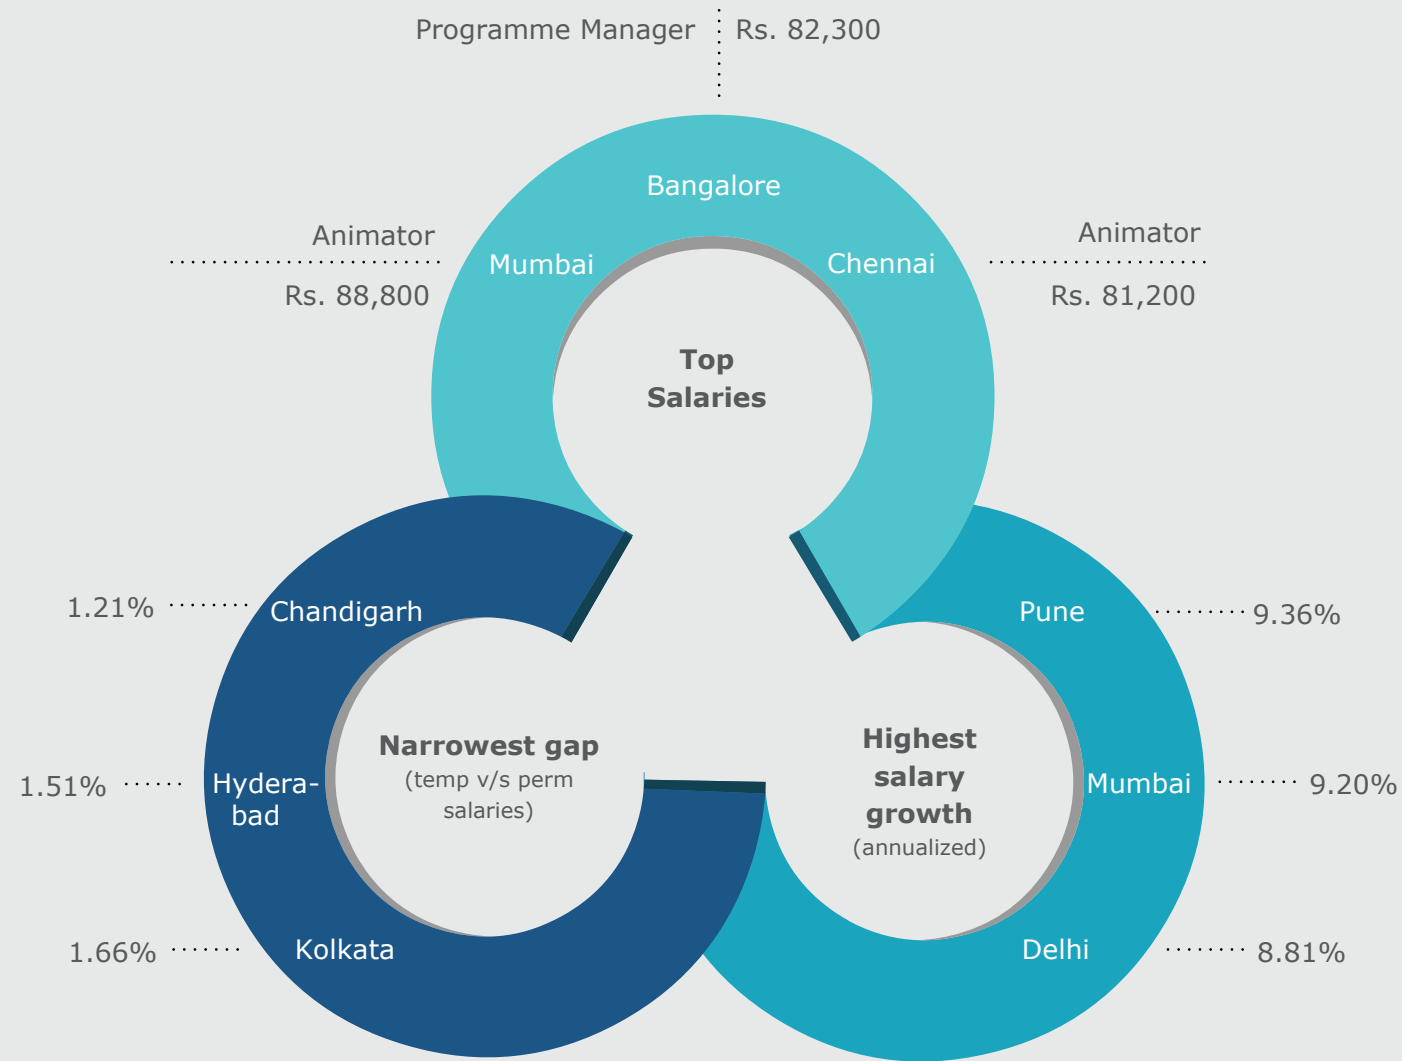 Programme Manager
Rs. 82,300
Bangalore
Animator
Rs. 88,800
Mumbai
Chennai
Animator
Rs. 81,200
Top
Salaries
1.21%
Chandigarh
1.51%
Hydera-
bad
1.66%
Kolkata
Narrowest gap
(temp v/s perm
salaries)
Highest
salary
growth
(annualized)
Pune
9.36%
Mumbai
9.20%
Delhi
8.81%